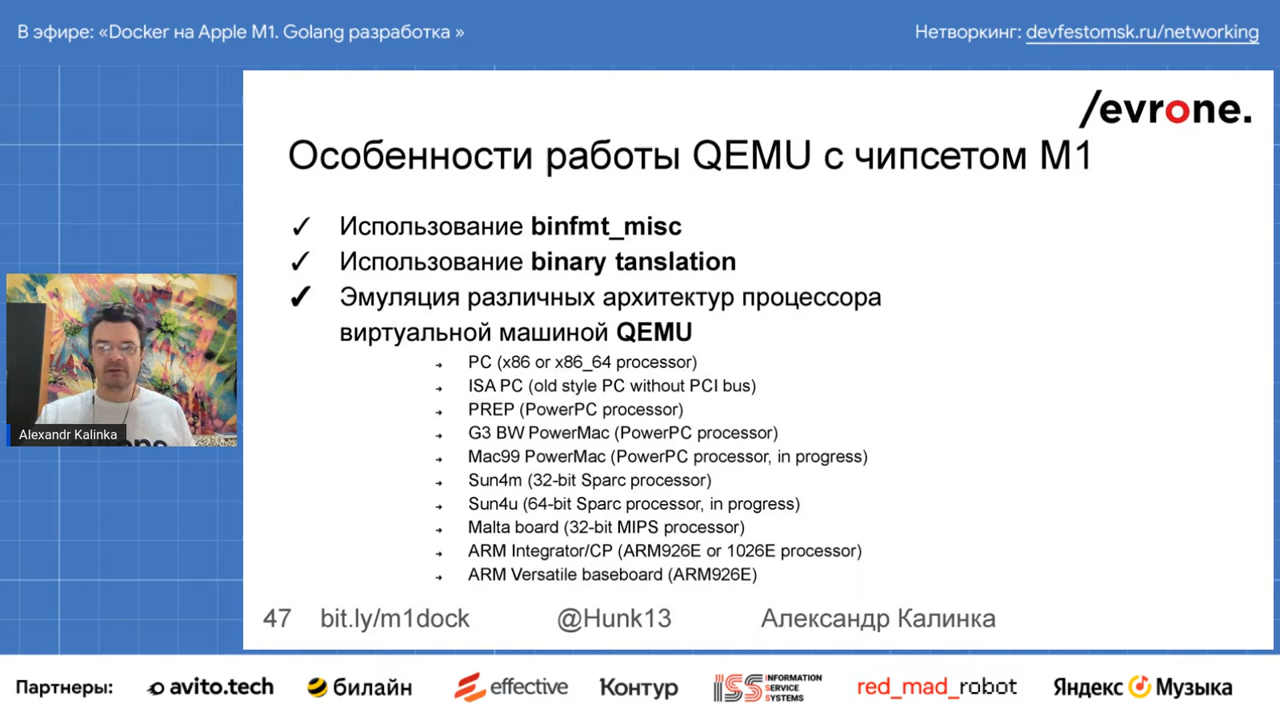 В эфире: «Docker на Apple M1. Golang разработка »
Нетворкинг: devfestomsk.ru/networking
/evrone.
Особенности работы QEMU с чипсетом M1
✓ Использование binfmt_misc
✓ Использование binary tanslation
✓ Эмуляция различных архитектур процессора
виртуальной машиной QEMU
→ PC (x86 or x86_64 processor)
→ ISA PC (old style PC without PCI bus)
→ PREP (PowerPC processor)
→ G3 BW PowerMac (PowerPC processor)
→ Mac99 PowerMac (PowerPC processor, in progress)
→ Sun4m (32-bit Sparc processor)
→ Sun4u (64-bit Sparc processor, in progress)
→ Malta board (32-bit MIPS processor)
→ ARM Integrator/CP (ARM926E or 1026E processor)
→ ARM Versatile baseboard (ARM926E)
Alexandr Kalinka
47 bit.ly/m1dock @Hunk13 Александр Калинка
Партнеры: avito.tech билайн effective Контур ISS INFORMATION SERVICE SYSTEMS red_mad_robot Яндекс Музыка